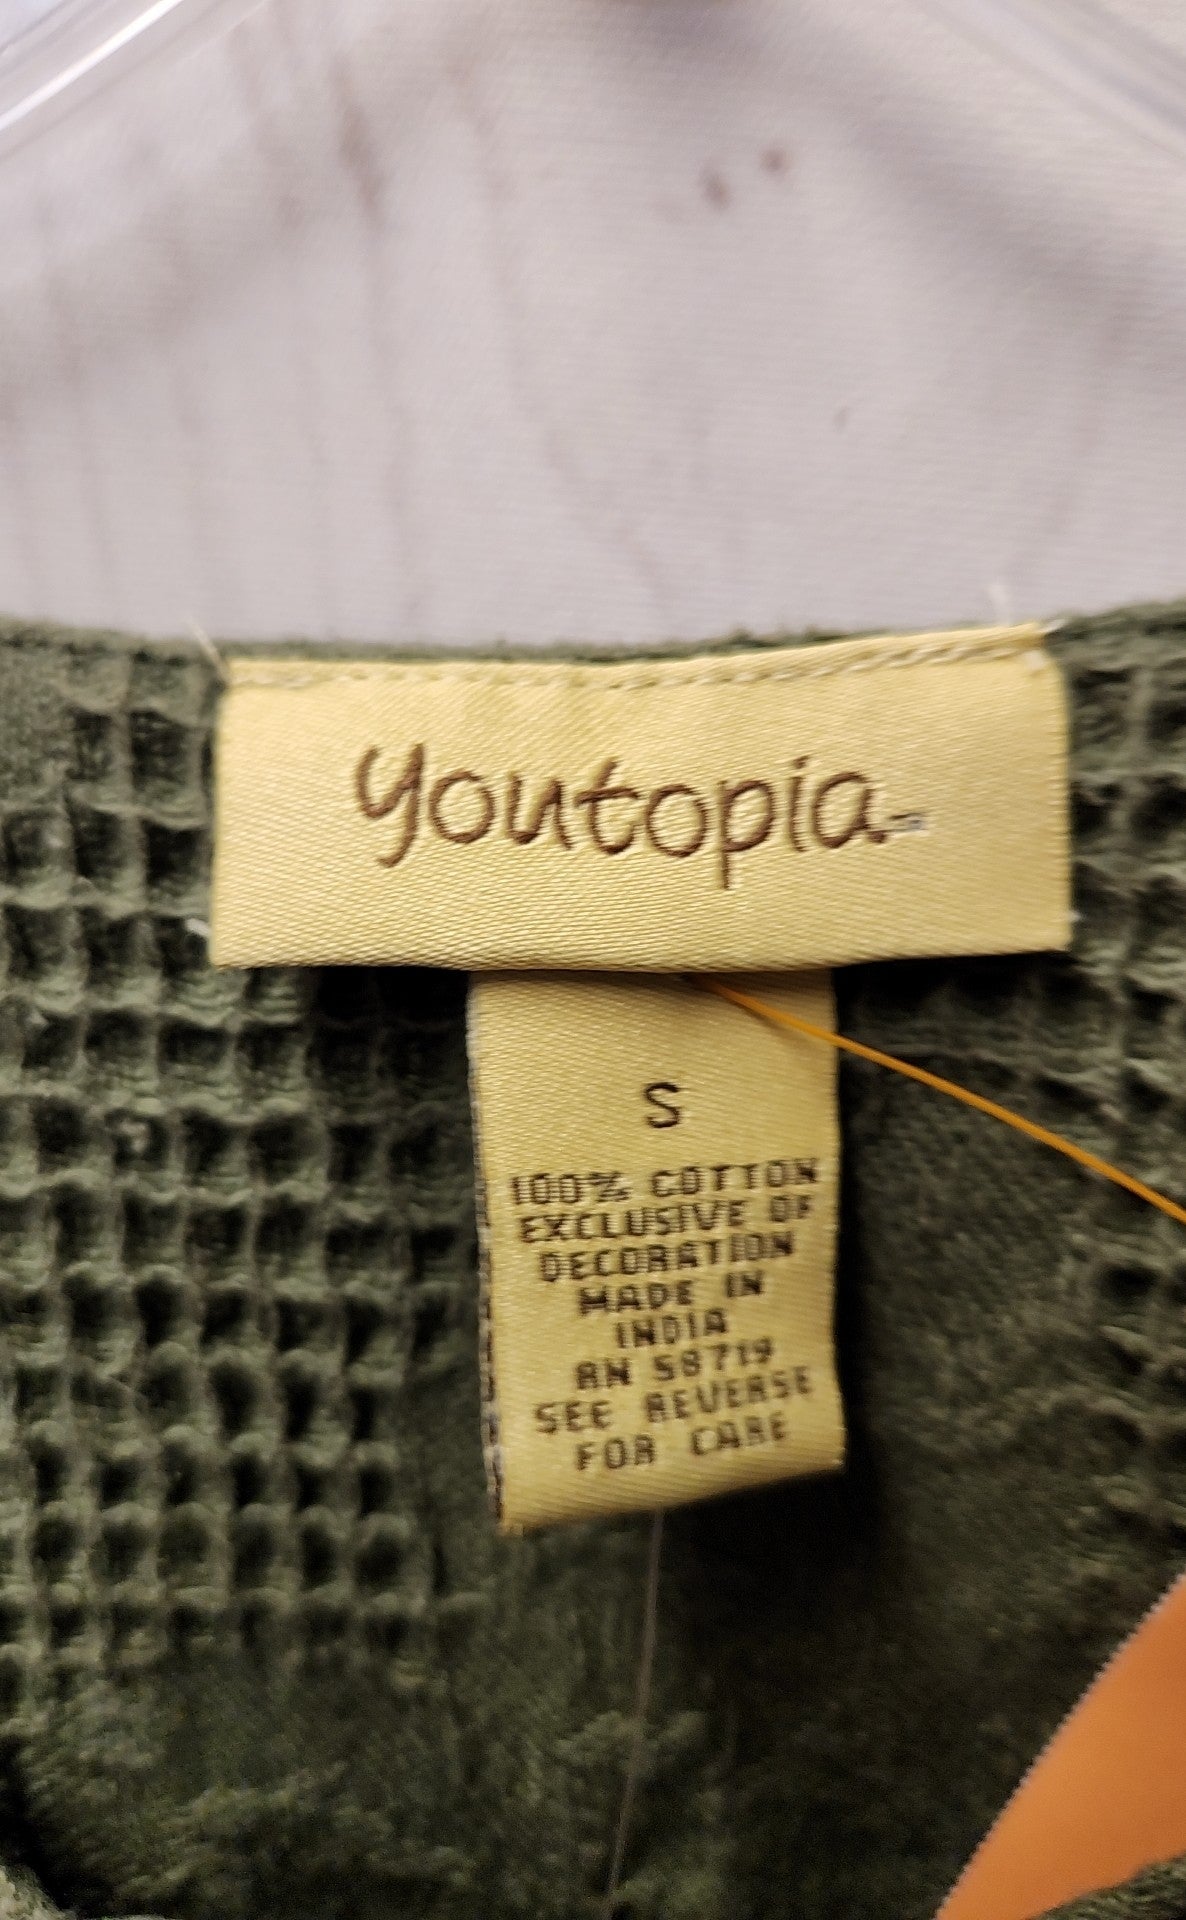 youtopia
S
100% COTTON
EXCLUSIVE OF
DECORATION
MADE IN
INDIA
RN 58719
SEE REVERSE
FOR CARE